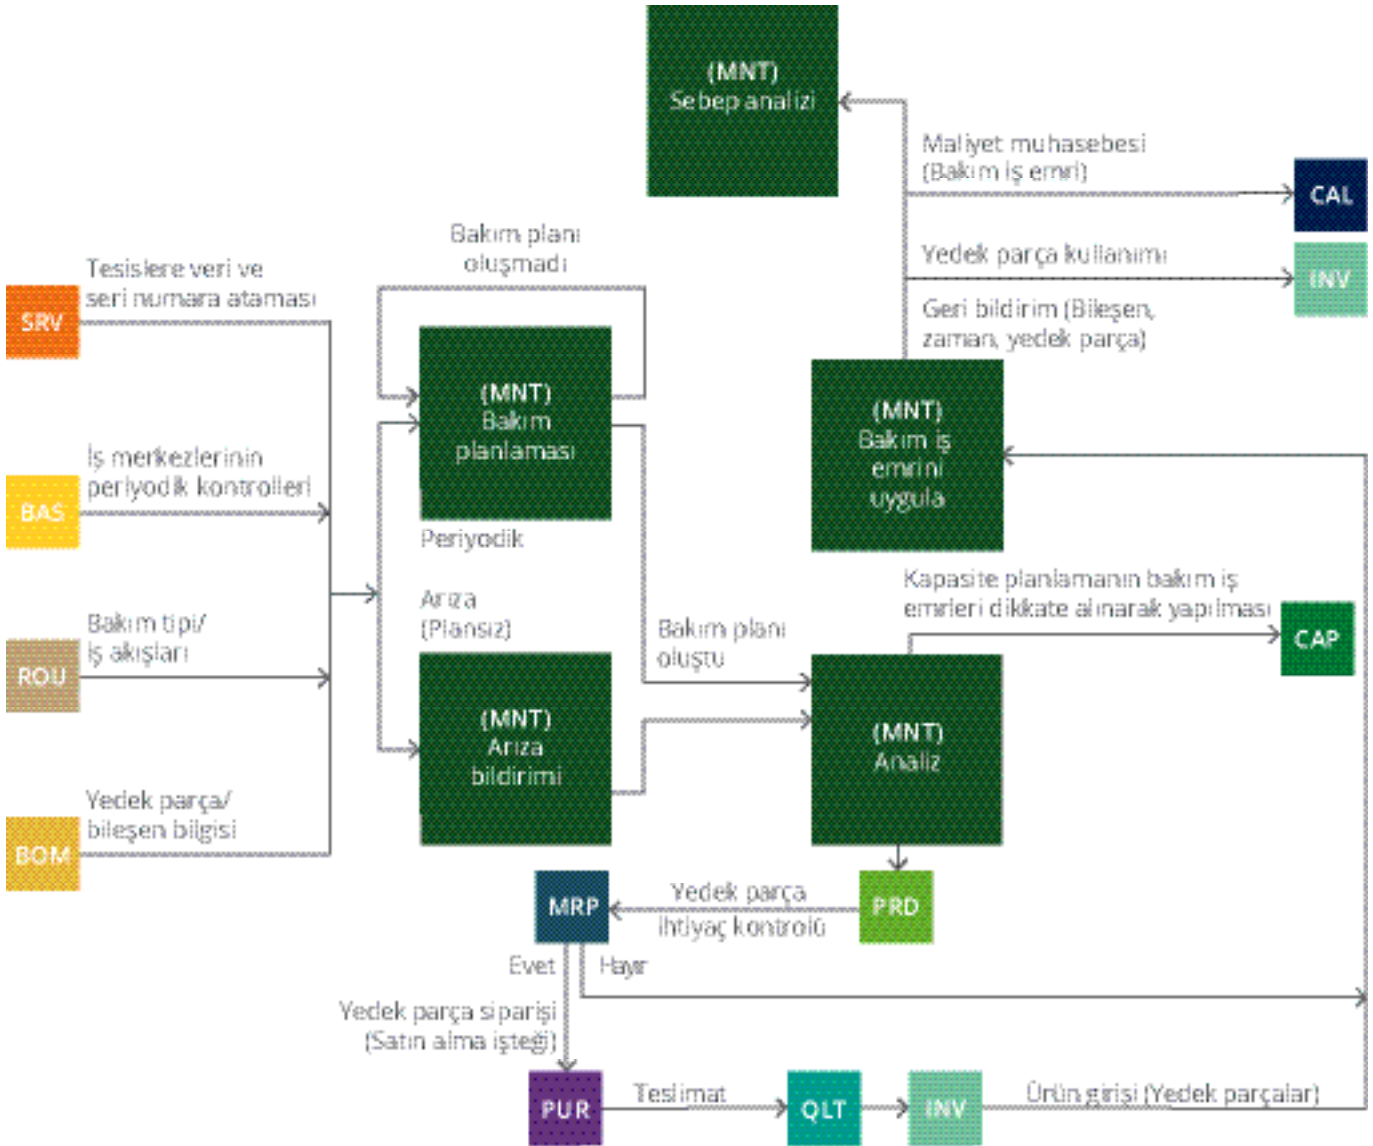 (MNT)
Sebep analizi
Maliyet muhasebesi
(Bakım iş emri)
CAL
Yedek parça kullanımı
INV
Geri bildirim (Bileşen,
zaman, yedek parça)
Bakım planı
oluşmadı
Tesislere veri ve
seri numara ataması
SRV
(MNT)
Bakım
planlaması
Periyodik
(MNT)
Bakım iş
emrini
uygula
İş merkezlerinin
periyodik kontrolleri
BAS
Arıza
(Plansız)
Kapasite planlamanın bakım iş
emirleri dikkate alınarak yapılması
CAP
Bakım tipi/
iş akışları
ROU
Bakım planı
oluştu
(MNT)
Arıza
bildirimi
(MNT)
Analiz
Yedek parça/
bileşen bilgisi
BOM
MRP
Yedek parça
ihtiyaç kontrolü
PRD
Evet
Hayır
Yedek parça siparişi
(Satın alma isteği)
PUR
Teslimat
QLT
INV
Ürün girişi (Yedek parçalar)